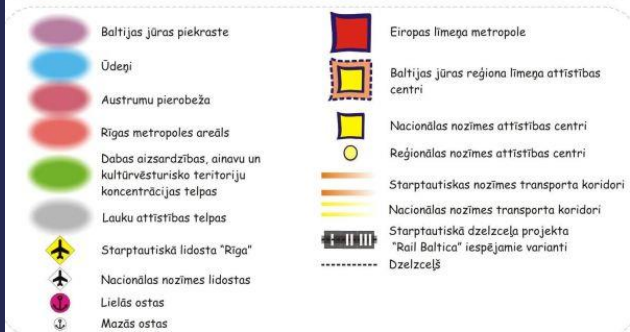 Baltijas jūras piekraste
Ūdeņi
Austrumu pierobeža
Rīgas metropoles areāls
Dabas aizsardzības, ainavu un
kultūrvēsturisko teritoriju
koncentrācijas telpas
Lauku attīstības telpas
Starptautiskā lidosta "Rīga"
Nacionālas nozīmes lidostas
Lielās ostas
Mazās ostas
Eiropas līmeņa metropole
Baltijas jūras reģiona līmeņa attīstības
centri
Nacionālas nozīmes attīstības centri
Reģionālas nozīmes attīstības centri
Starptautiskas nozīmes transporta koridori
Nacionālas nozīmes transporta koridori
Starptautiskā dzelzceļa projekta
"Rail Baltica" iespējamie varianti
Dzelzceļš